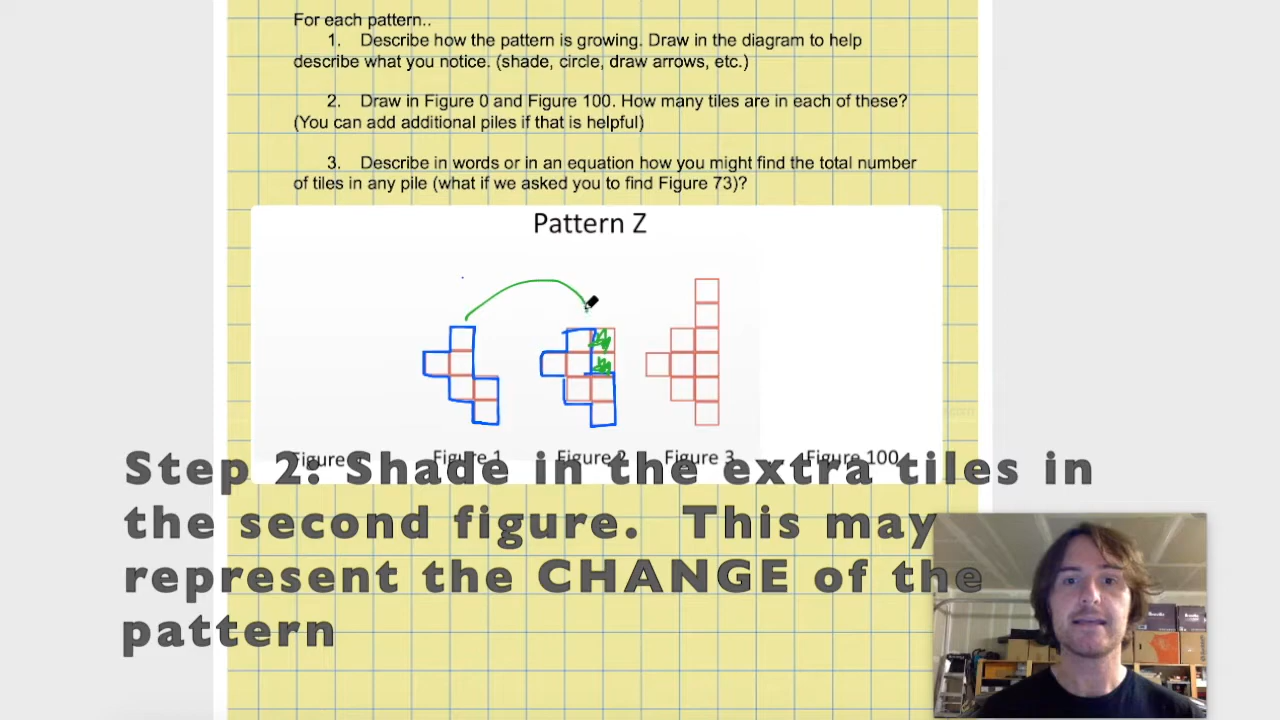 For each pattern..
1. Describe how the pattern is growing. Draw in the diagram to help
describe what you notice. (shade, circle, draw arrows, etc.)
2. Draw in Figure 0 and Figure 100. How many tiles are in each of these?
(You can add additional piles if that is helpful)
3. Describe in words or in an equation how you might find the total number
of tiles in any pile (what if we asked you to find Figure 73)?
Pattern Z
Figure Figure 1 Figure 2 Figure 3 Figure 100
Step 2: Shade in the extra tiles in
the second figure. This may
represent the CHANGE of the
pattern